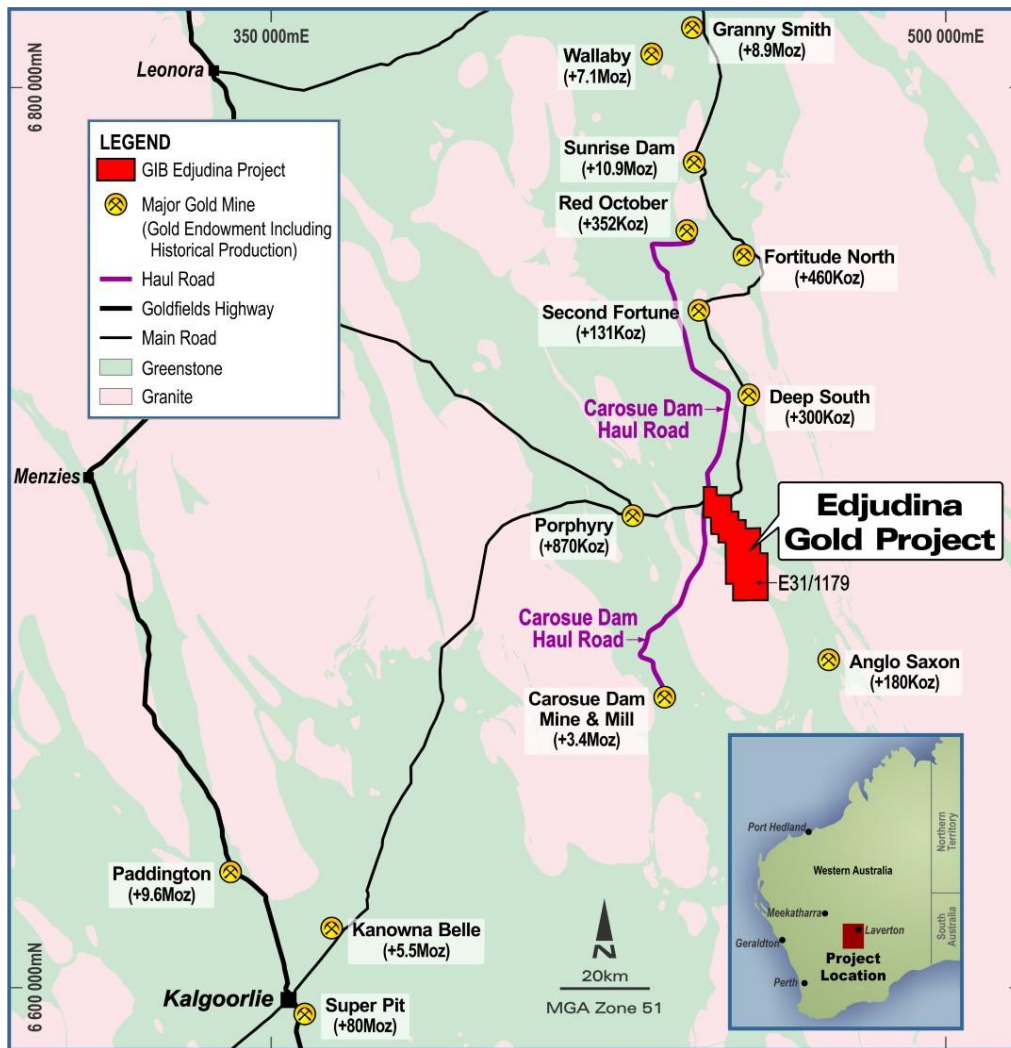 350 000mE
500 000mE
6 800 000mN
6 600 000mN
Leonora
Granny Smith
(+8.9Moz)
Wallaby
(+7.1Moz)
LEGEND
GIB Edjudina Project
Major Gold Mine
(Gold Endowment Including
Historical Production)
Haul Road
Goldfields Highway
Main Road
Greenstone
Granite
Sunrise Dam
(+10.9Moz)
Red October
(+352Koz)
Fortitude North
(+460Koz)
Second Fortune
(+131Koz)
Deep South
(+300Koz)
Carosue Dam
Haul Road
Menzies
Edjudina
Gold Project
Porphyry
(+870Koz)
E31/1179
Carosue Dam
Haul Road
Anglo Saxon
(+180Koz)
Carosue Dam
Mine & Mill
(+3.4Moz)
Paddington
(+9.6Moz)
Kanowna Belle
(+5.5Moz)
Kalgoorlie
Super Pit
(+80Moz)
N
20km
MGA Zone 51
Port Hedland
Northern
Territory
Western Australia
Meekatharra
Laverton
South
Australia
Geraldton
Project
Location
Perth